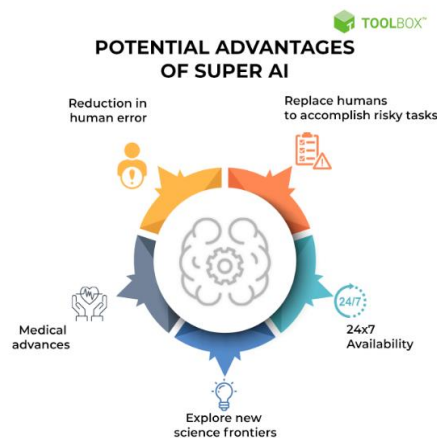 TOOLBOX™
POTENTIAL ADVANTAGES
OF SUPER AI
Reduction in
human error
Replace humans
to accomplish risky tasks
24/7
24x7
Availability
Medical
advances
Explore new
science frontiers